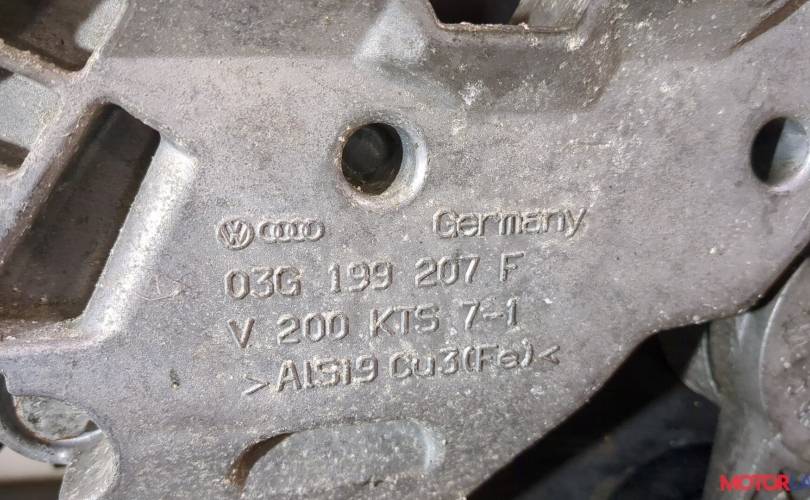 Germany
03G 199 207 F
V 200 KTS 7-1
>AlSi9 Cu3(Fe)<
MOTOR